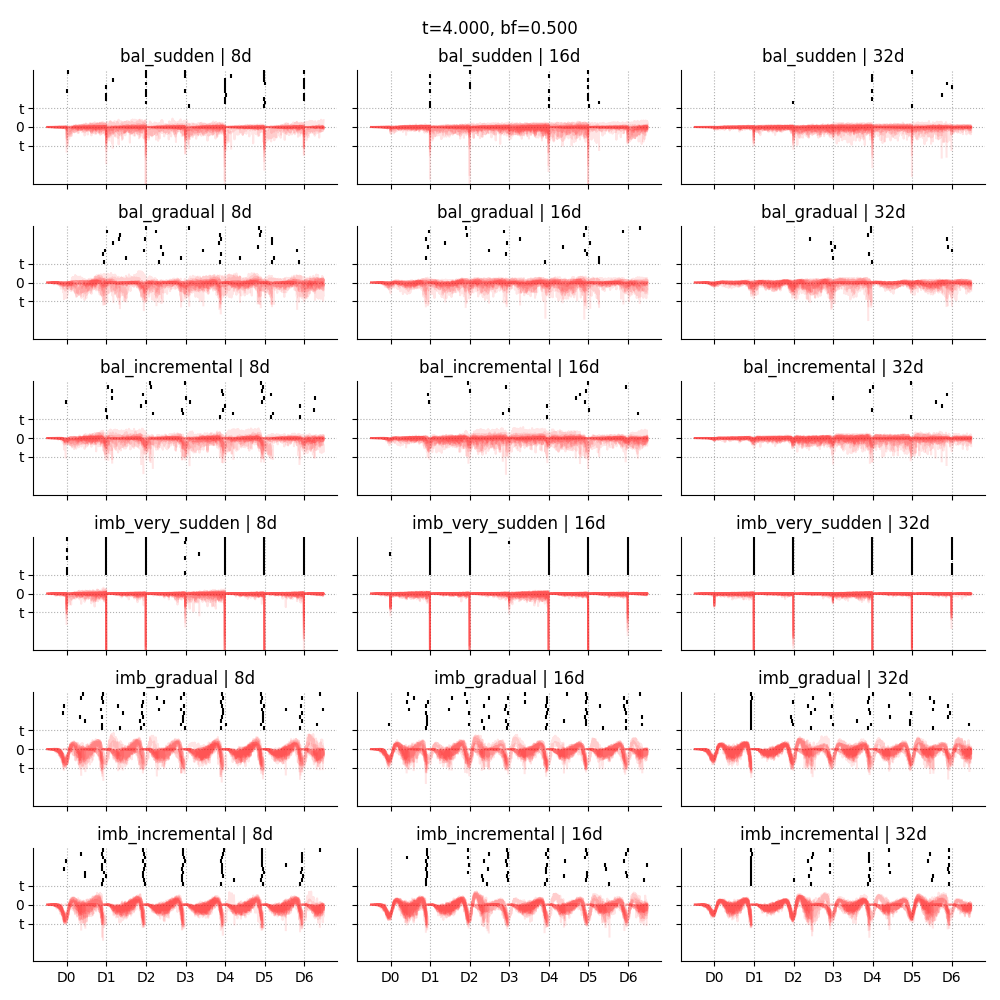 t=4.000, bf=0.500
bal_sudden | 8d
bal_sudden | 16d
bal_sudden | 32d
t
0
t
bal_gradual | 8d
bal_gradual | 16d
bal_gradual | 32d
t
0
t
bal_incremental | 8d
bal_incremental | 16d
bal_incremental | 32d
t
0
t
imb_very_sudden | 8d
imb_very_sudden | 16d
imb_very_sudden | 32d
t
0
t
imb_gradual | 8d
imb_gradual | 16d
imb_gradual | 32d
t
0
t
imb_incremental | 8d
imb_incremental | 16d
imb_incremental | 32d
t
0
t
D0 D1 D2 D3 D4 D5 D6
D0 D1 D2 D3 D4 D5 D6
D0 D1 D2 D3 D4 D5 D6